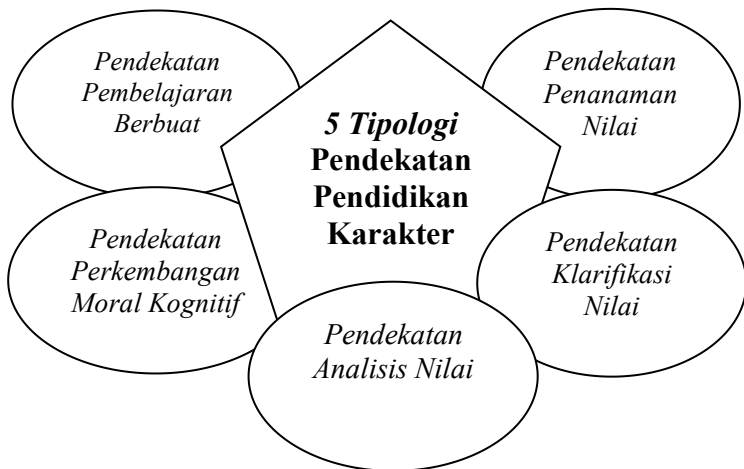 Pendekatan
Pembelajaran
Berbuat
5 Tipologi
Pendekatan
Pendidikan
Karakter
Pendekatan
Penanaman
Nilai
Pendekatan
Perkembangan
Moral Kognitif
Pendekatan
Klarifikasi
Nilai
Pendekatan
Analisis Nilai